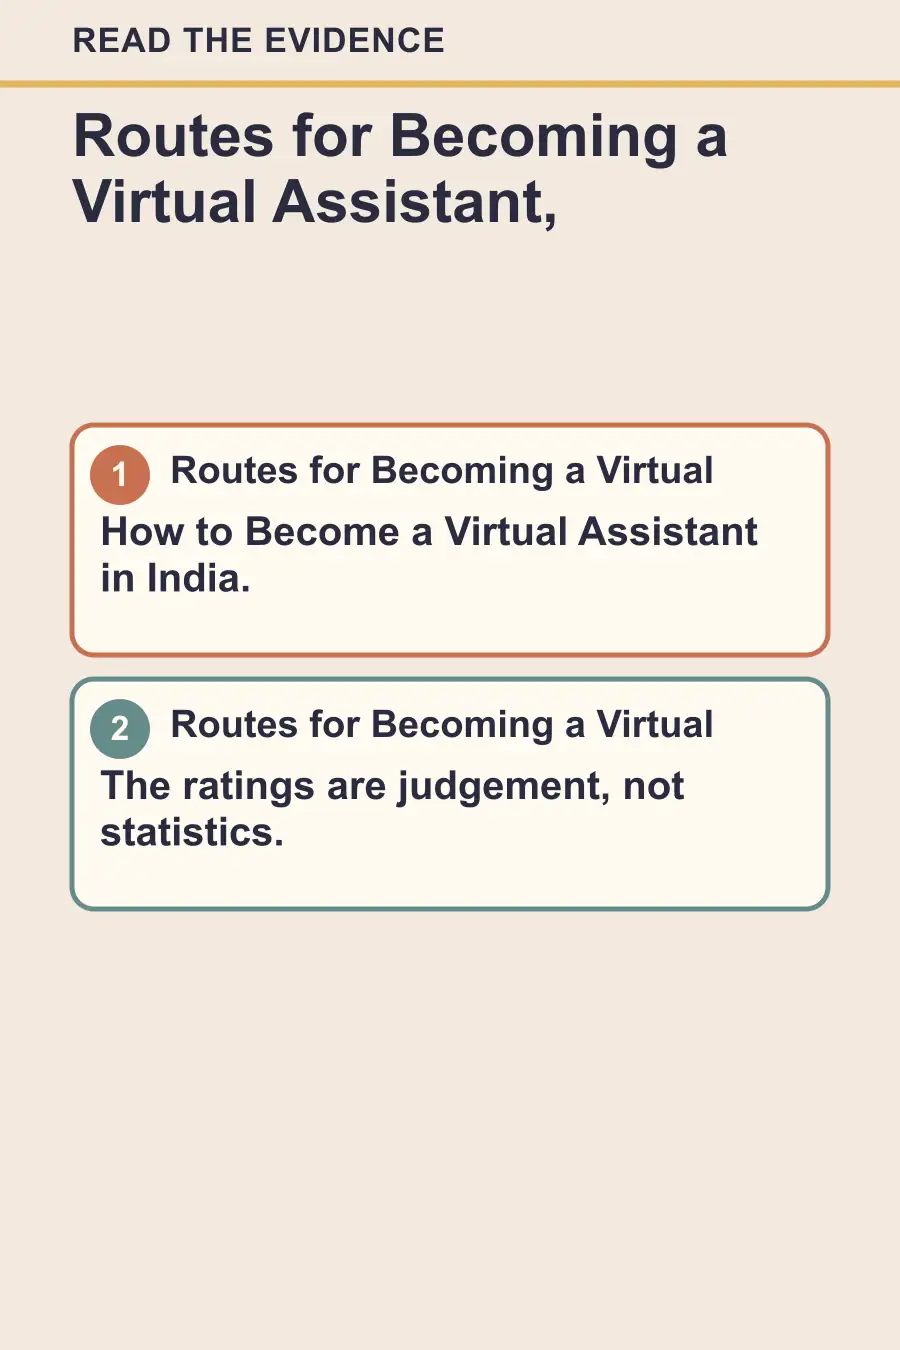 READ THE EVIDENCE
Routes for Becoming a
Virtual Assistant,
1 Routes for Becoming a Virtual
How to Become a Virtual Assistant
in India.
2 Routes for Becoming a Virtual
The ratings are judgement, not
statistics.